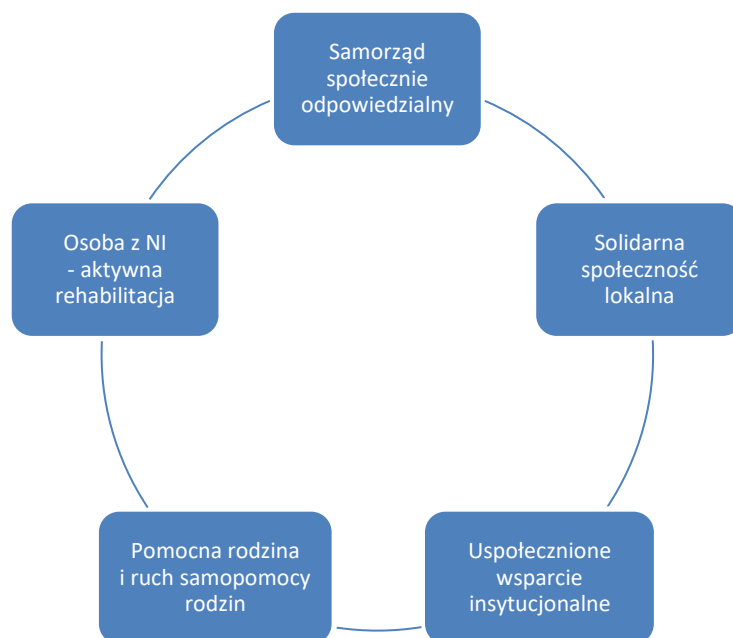 Samorząd
społecznie
odpowiedzialny
Solidarna
społeczność
lokalna
Uspołecznione
wsparcie
insytucjonalne
Pomocna rodzina
i ruch samopomocy
rodzin
Osoba z NI
- aktywna
rehabilitacja